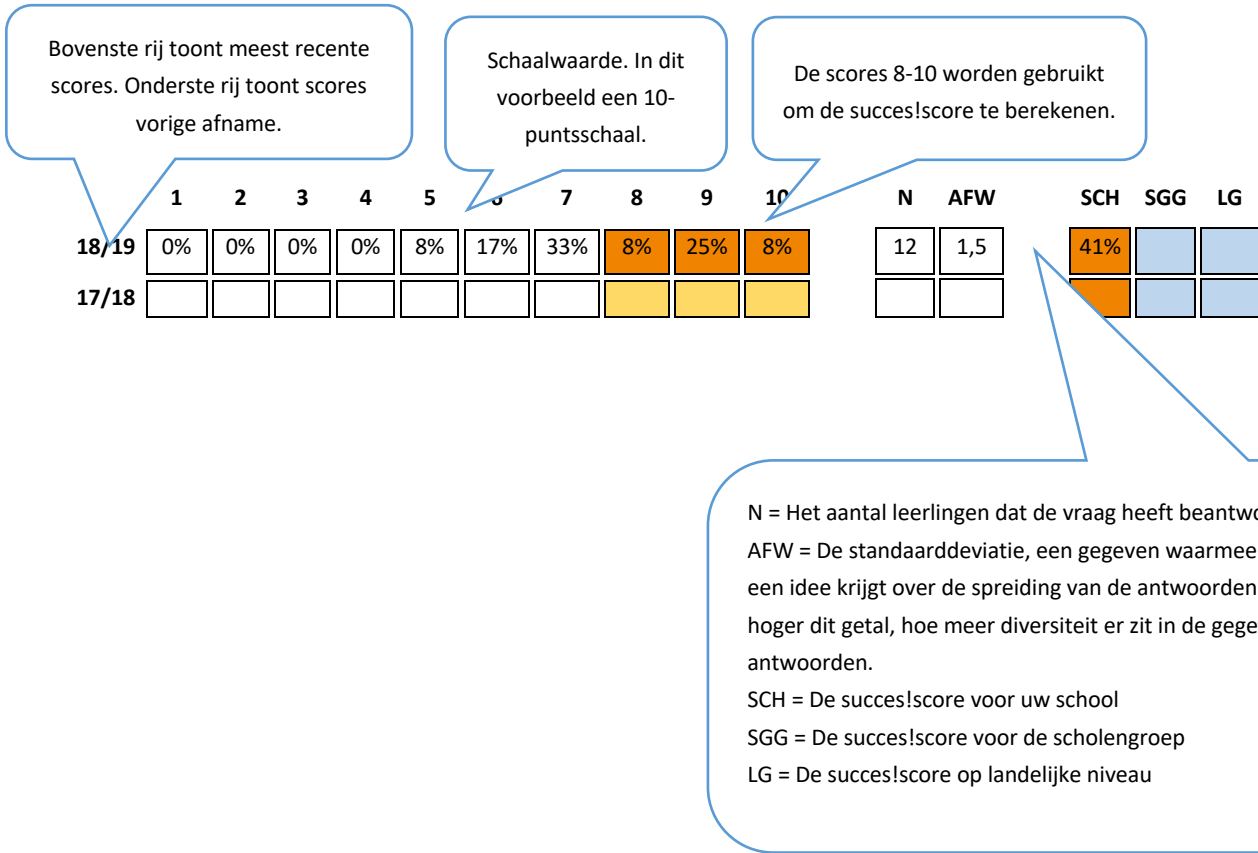 Bovenste rij toont meest recente
scores. Onderste rij toont scores
vorige afname.
Schaalwaarde. In dit
voorbeeld een 10-
puntsschaal.
De scores 8-10 worden gebruikt
om de succes!score te berekenen.
1 2 3 4 5 6 7 8 9 10 N AFW SCH SGG LG
18/19 0% 0% 0% 0% 8% 17% 33% 8% 25% 8% 12 1,5 41%
17/18
N = Het aantal leerlingen dat de vraag heeft beantwo
AFW = De standaarddeviatie, een gegeven waarmee
een idee krijgt over de spreiding van de antwoorden
hoger dit getal, hoe meer diversiteit er zit in de gege
antwoorden.
SCH = De succes!score voor uw school
SGG = De succes!score voor de scholengroep
LG = De succes!score op landelijke niveau